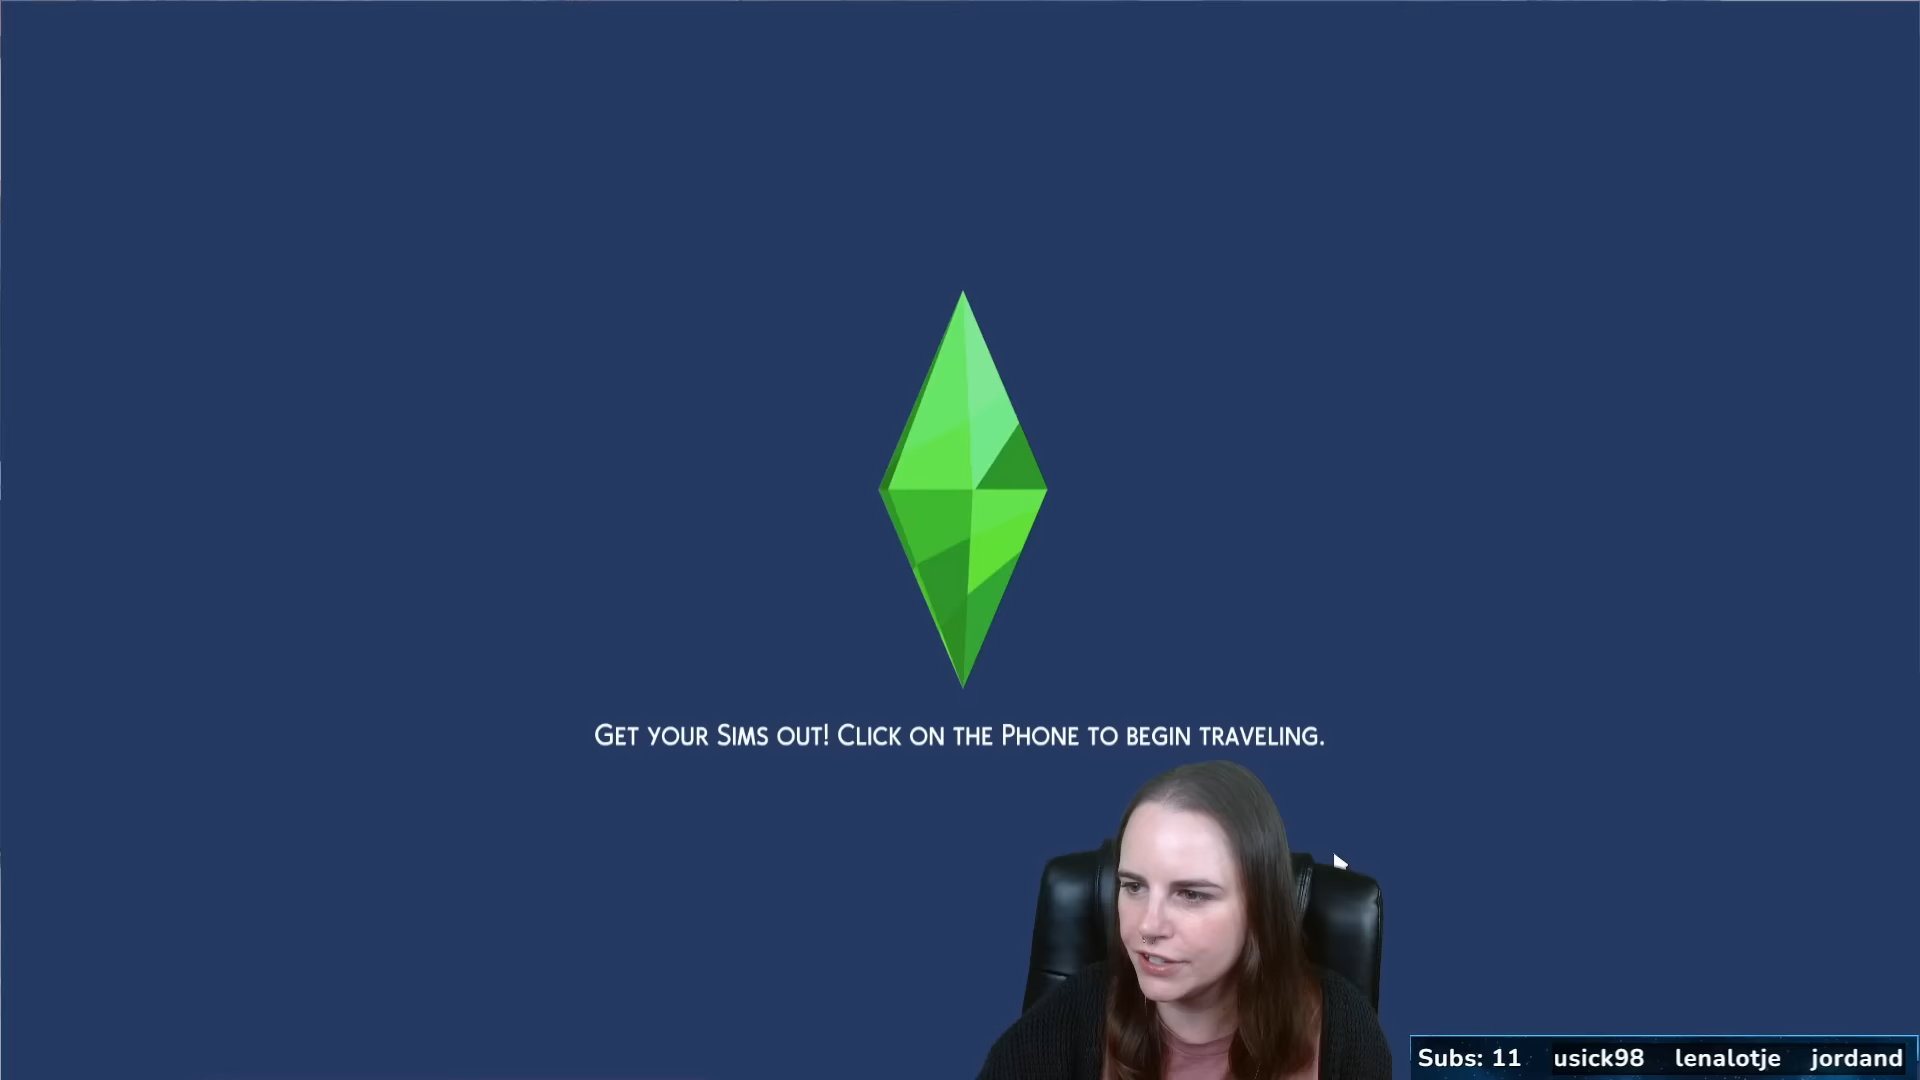 Get your Sims out! Click on the Phone to begin traveling.
Subs: 11 usick98 lenalotje jordand